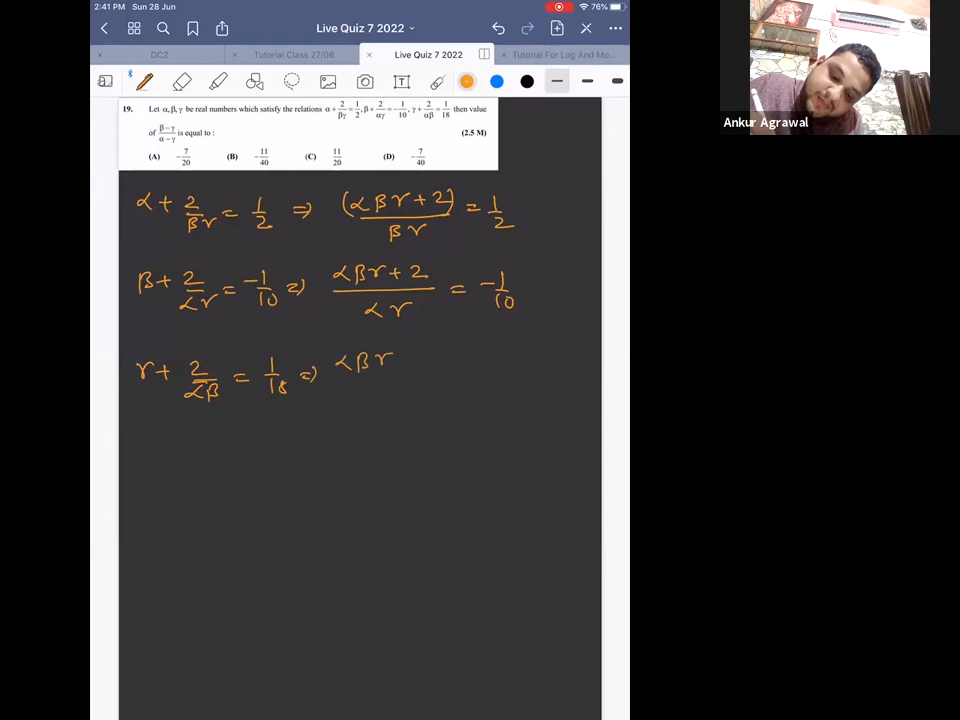 2:41 PM Sun 28 Jun
76%
Live Quiz 7 2022
DC2
Tutorial Class 27/06
Live Quiz 7 2022
Tutorial For Log And Mo...
19. Let α, β, γ be real numbers which satisfy the relations α + 2/βγ = 1/2, β + 2/αγ = -1/10, γ + 2/αβ = 1/18 then value
of β−γ/α−γ is equal to : (2.5 M)
(A) -7/20 (B) -11/40 (C) 11/20 (D) -7/40
α + 2/βγ = 1/2 ⇒ (αβγ + 2)/βγ = 1/2
β + 2/αγ = -1/10 ⇒ αβγ + 2/αγ = -1/10
γ + 2/αβ = 1/18 ⇒ αβγ
Ankur Agrawal